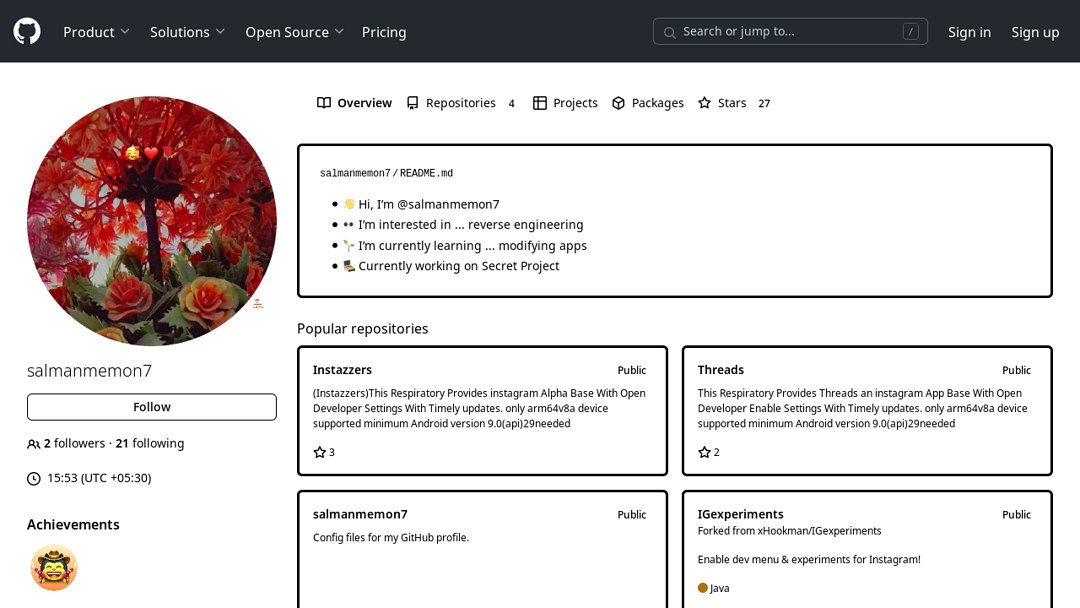 Product
Solutions
Open Source
Pricing
Search or jump to...
/
Sign in
Sign up
Overview
Repositories 4
Projects
Packages
Stars 27
salmanmemon7
Follow
2 followers · 21 following
15:53 (UTC +05:30)
Achievements
salmanmemon7/README.md
👋 Hi, I’m @salmanmemon7
👀 I’m interested in ... reverse engineering
🌱 I’m currently learning ... modifying apps
Currently working on Secret Project
Popular repositories
Instazzers
Public
(Instazzers)This Respiratory Provides instagram Alpha Base With Open
Developer Settings With Timely updates. only arm64v8a device
supported minimum Android version 9.0(api)29needed
3
Threads
Public
This Respiratory Provides Threads an instagram App Base With Open
Developer Enable Settings With Timely updates. only arm64v8a device
supported minimum Android version 9.0(api)29needed
2
salmanmemon7
Public
Config files for my GitHub profile.
IGexperiments
Public
Forked from xHookman/IGexperiments
Enable dev menu & experiments for Instagram!
Java